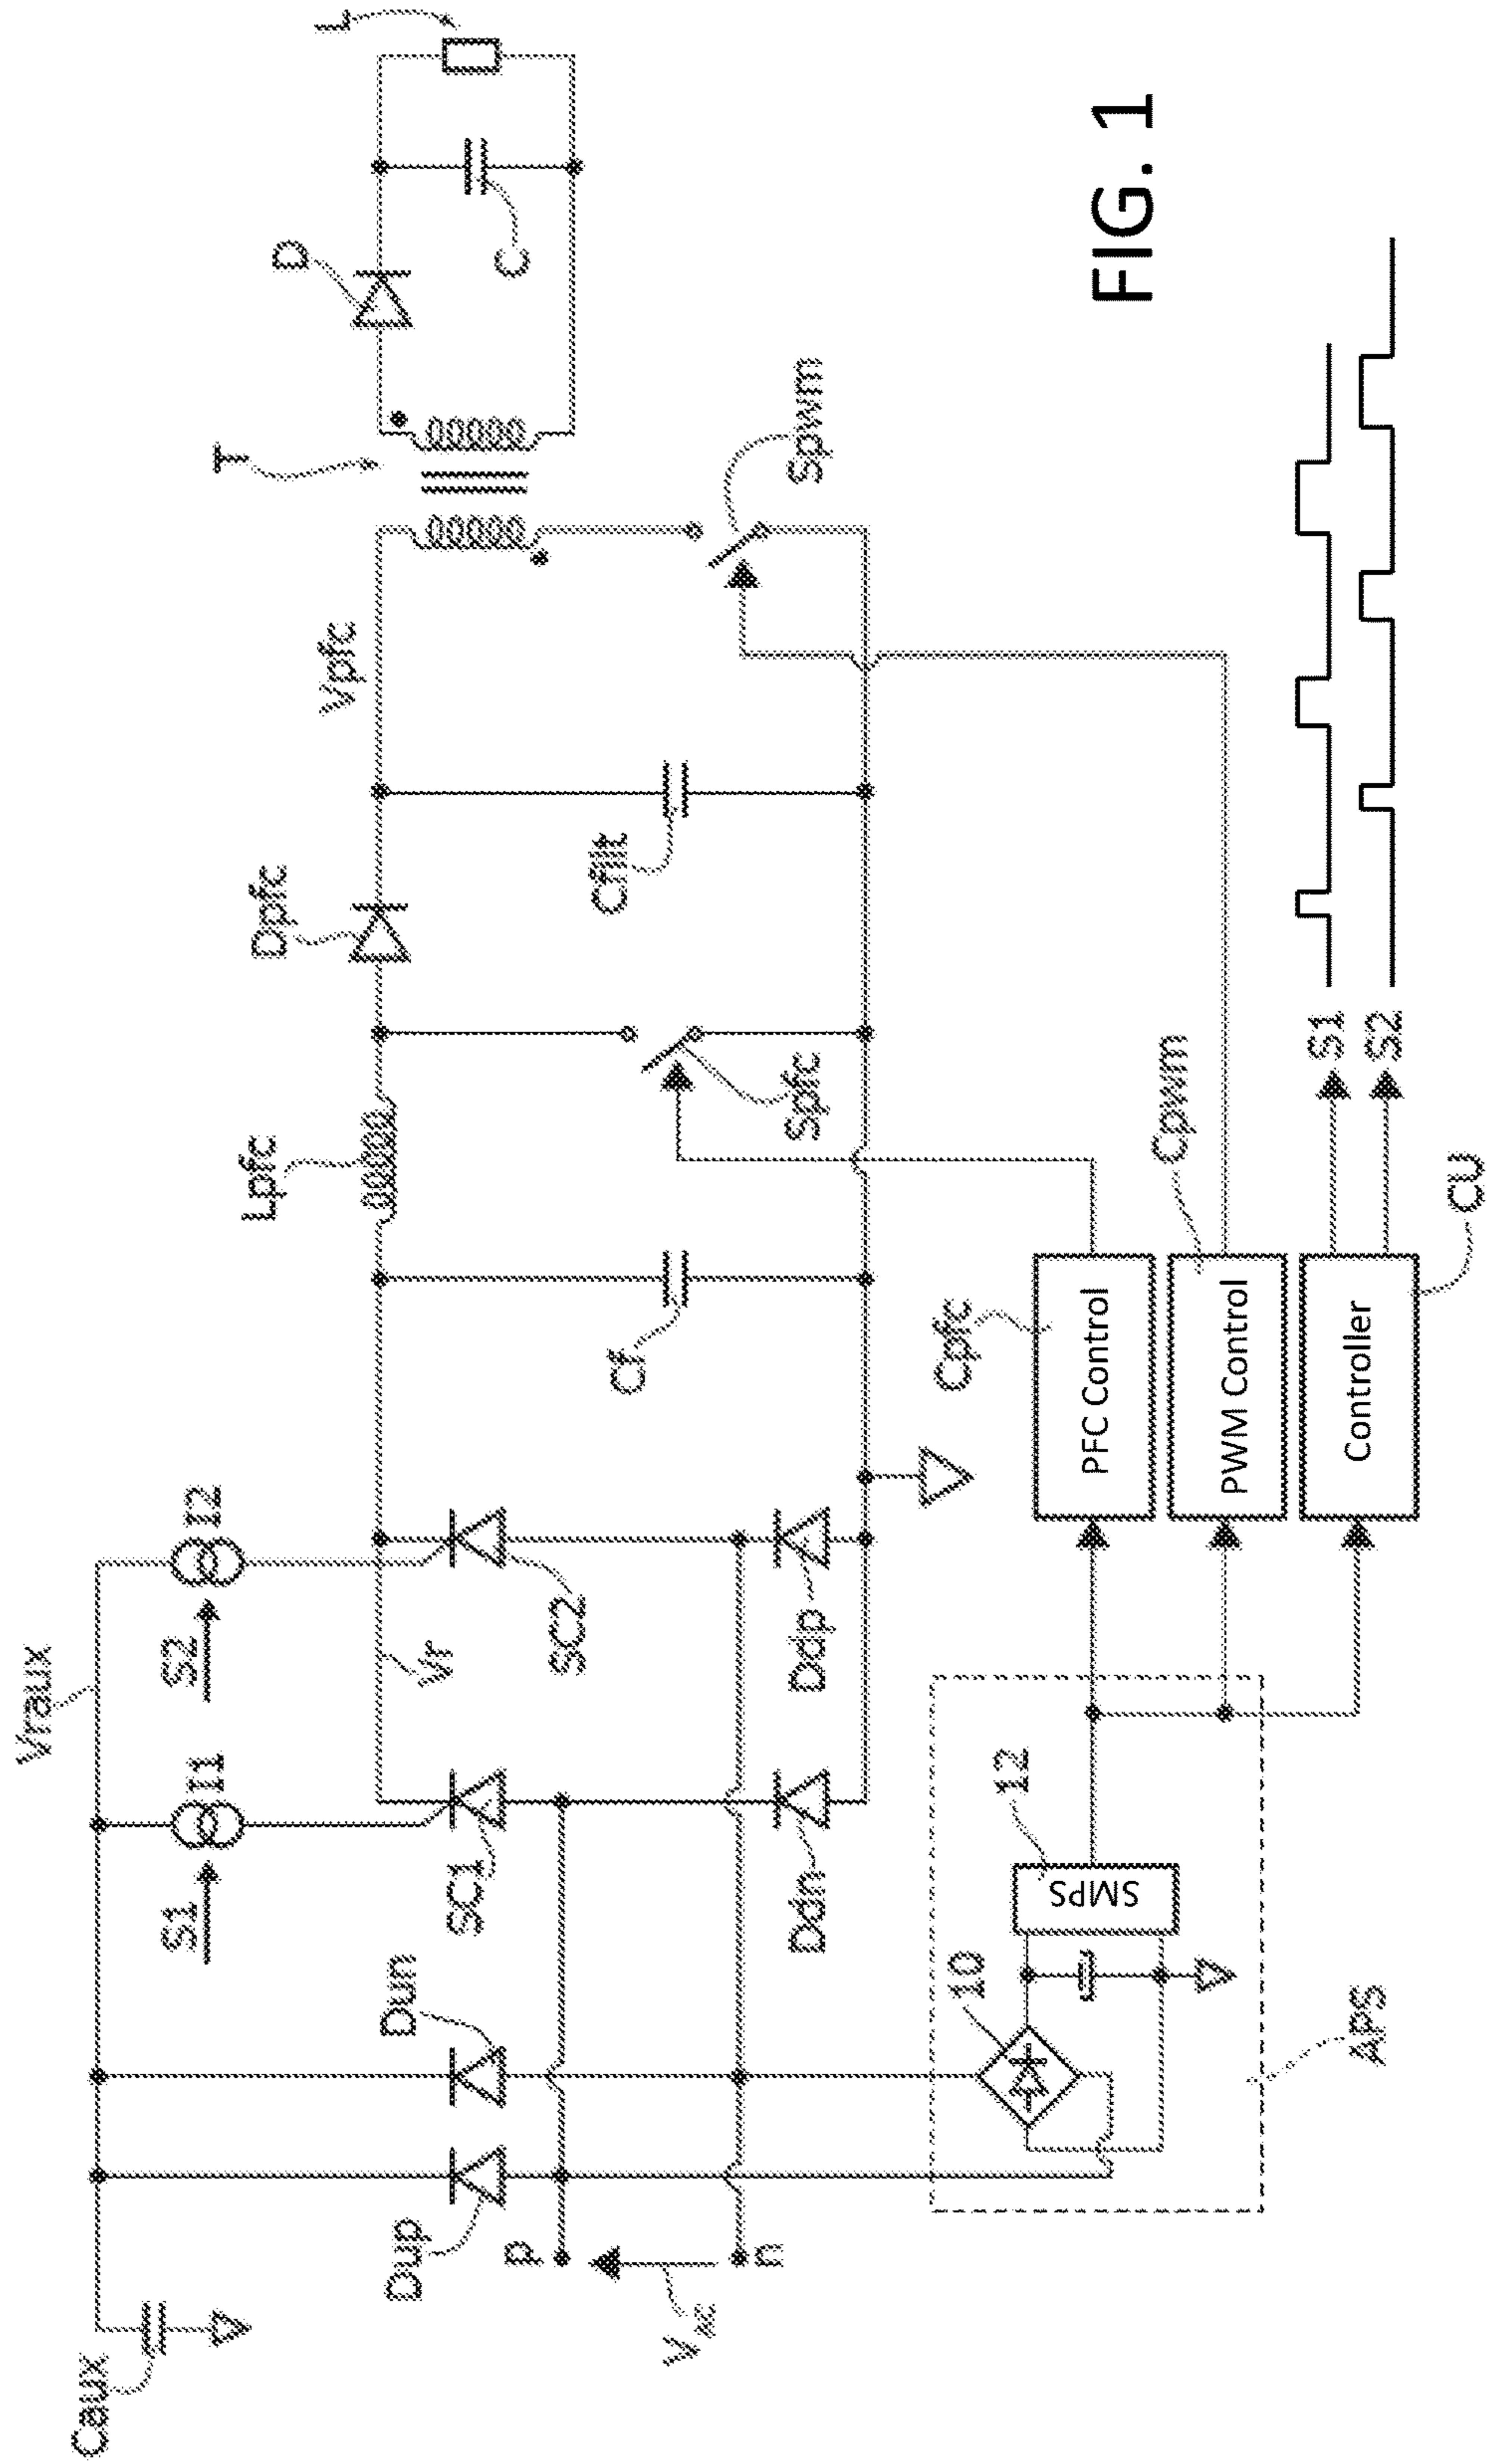 Caux
Vraux
S1
I1
S2
I2
Dup
Dun
SC1
SC2
Vr
p
n
VAC
Ddn
Ddp
Cf
Lpfc
Spfc
Dpfc
Cfilt
Vpfc
T
Spwm
D
C
L
10
12
SMPS
APS
PFC Control
Cpfc
PWM Control
Cpwm
Controller
CU
S1
S2
FIG. 1